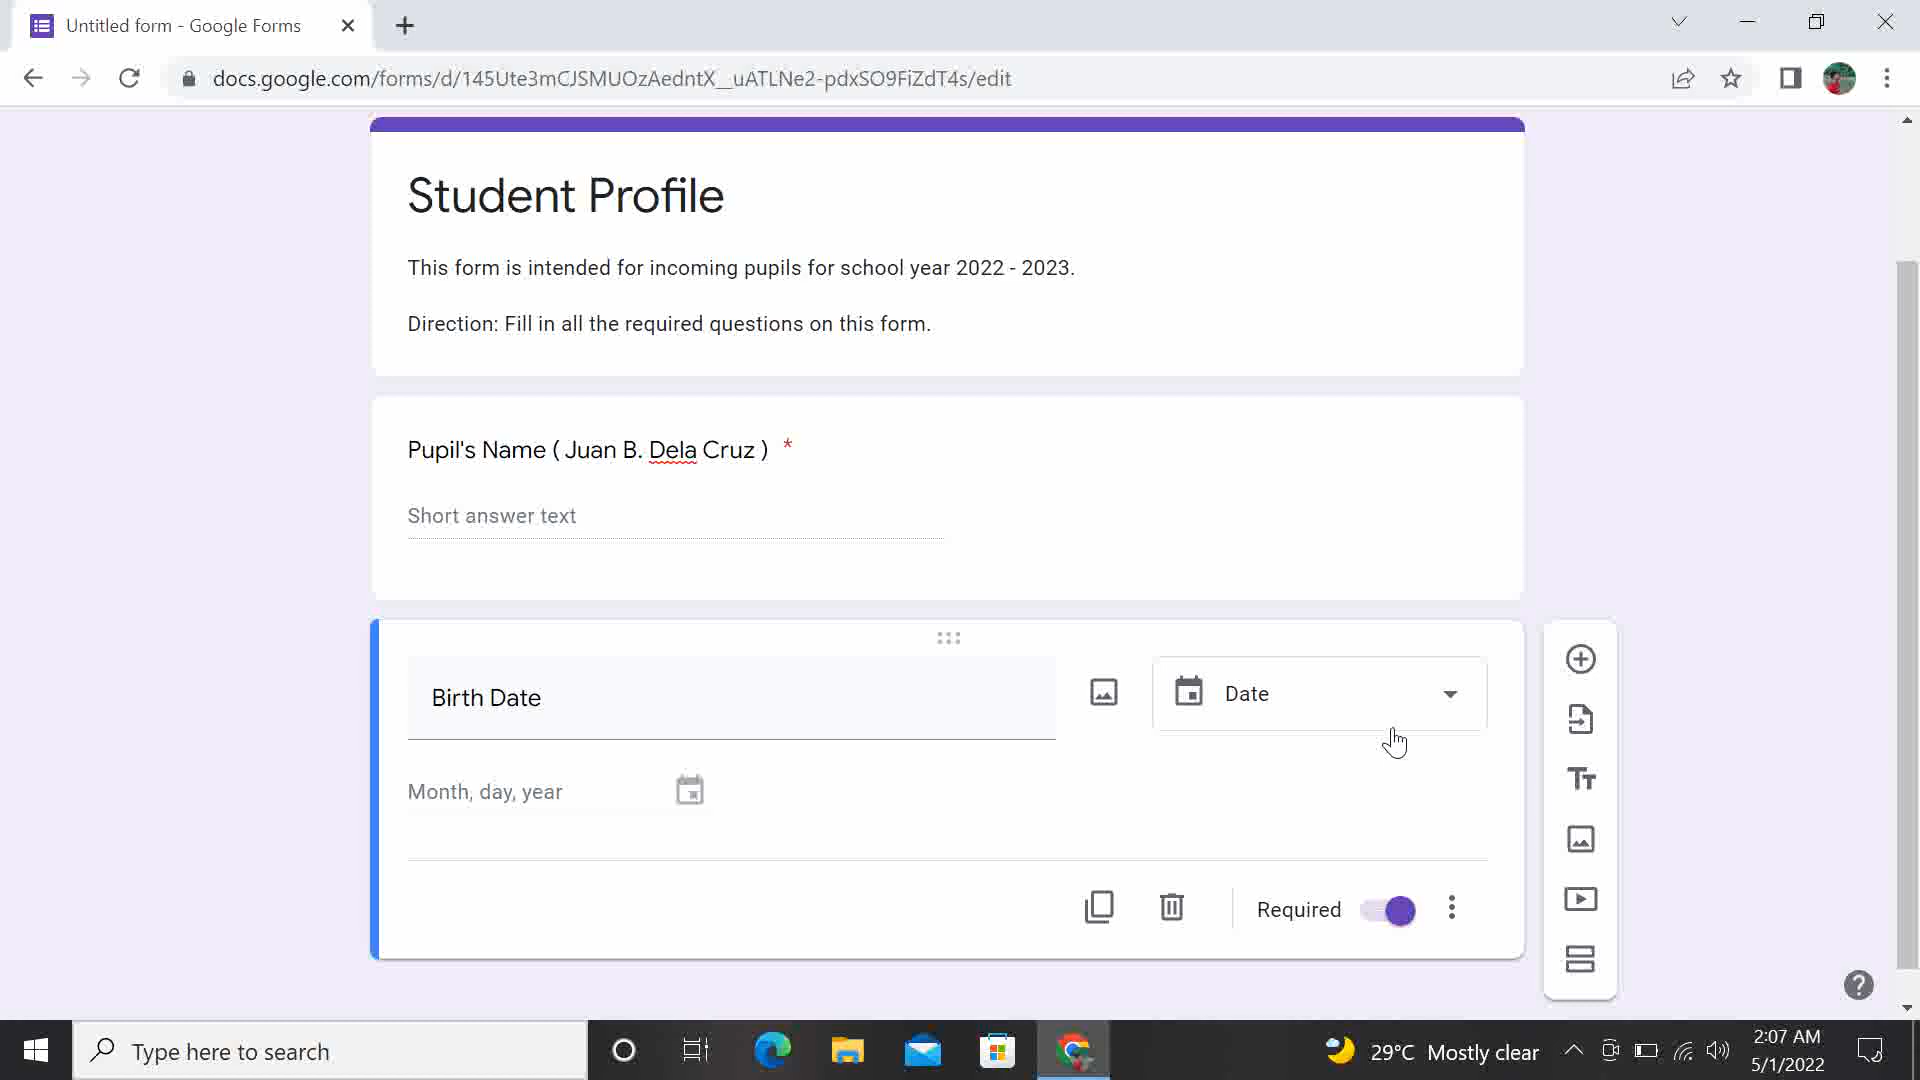 Untitled form - Google Forms
docs.google.com/forms/d/145Ute3mCJSMUOzAedntX__uATLNe2-pdxSO9FiZdT4s/edit
Student Profile
This form is intended for incoming pupils for school year 2022 - 2023.
Direction: Fill in all the required questions on this form.
Pupil's Name ( Juan B. Dela Cruz ) *
Short answer text
Birth Date
Date
Month, day, year
Required
Type here to search
29°C Mostly clear
2:07 AM
5/1/2022